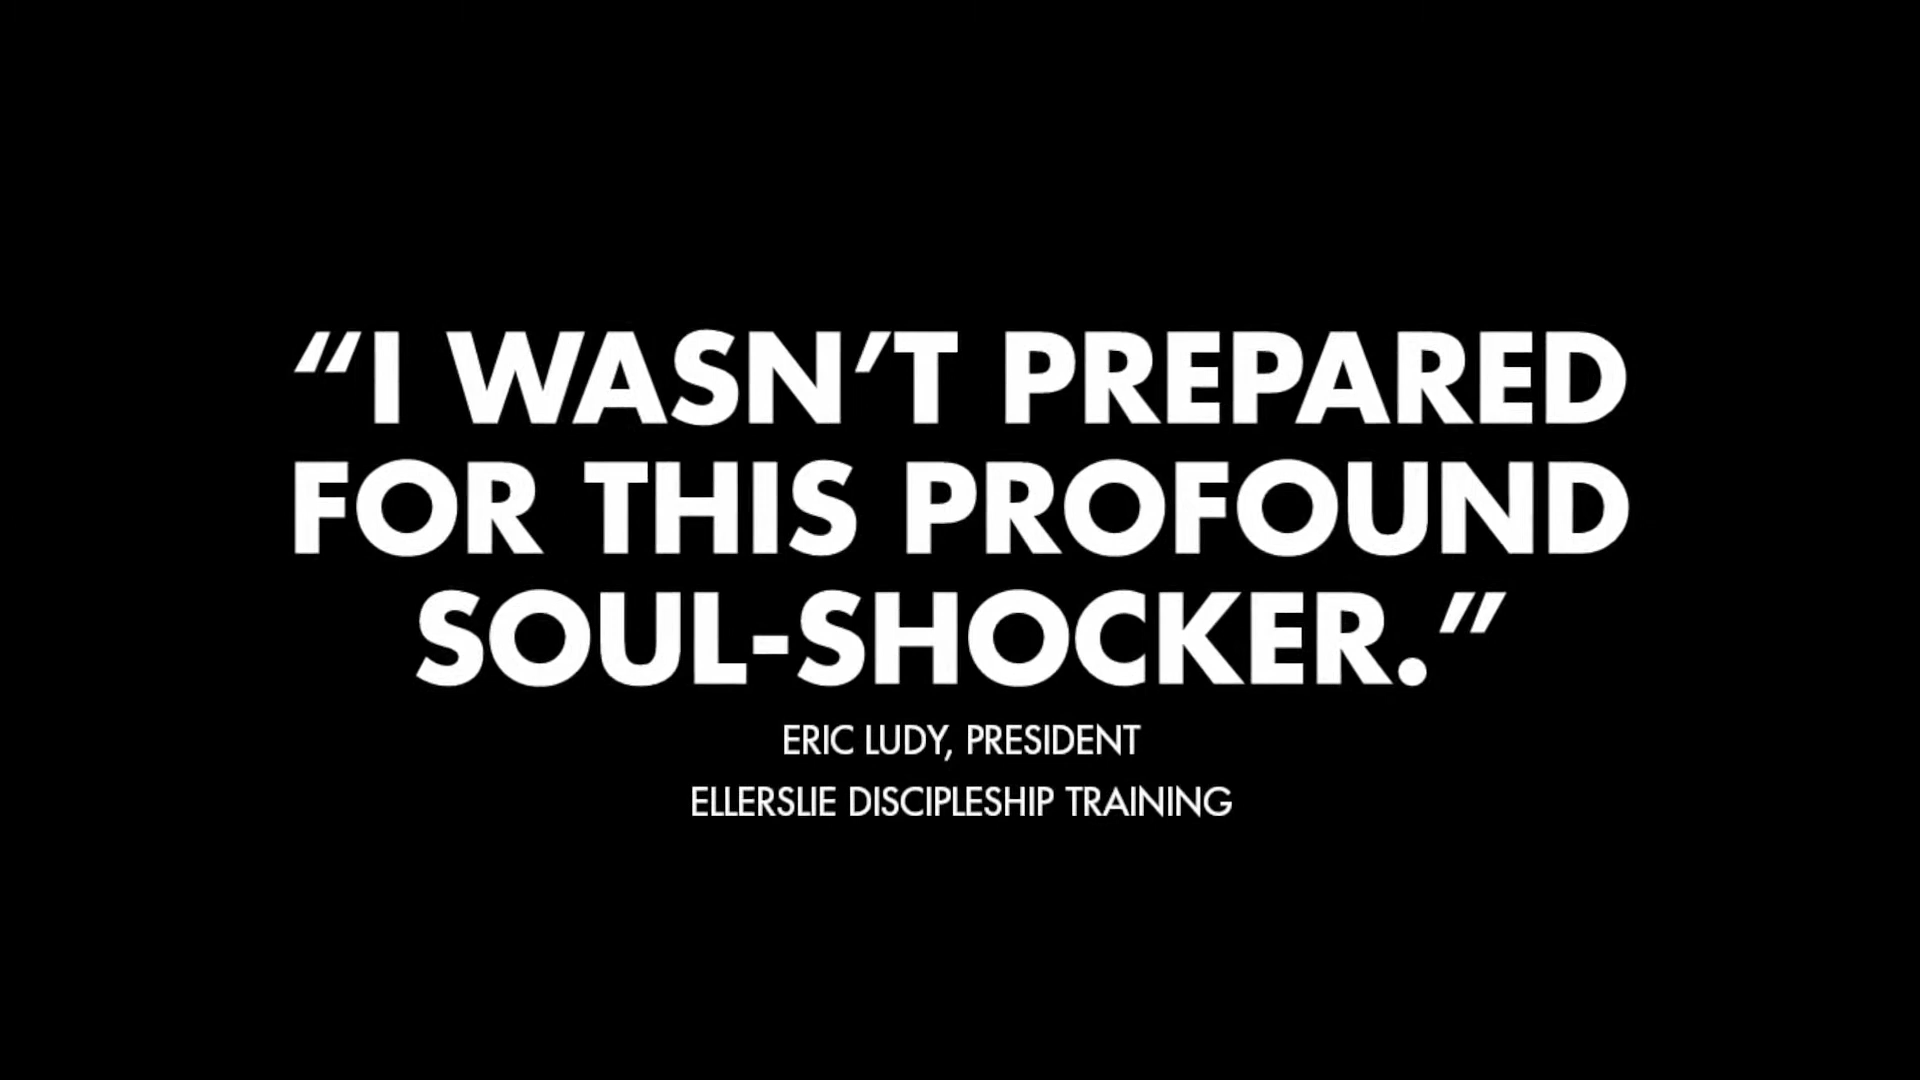 “I WASN’T PREPARED
FOR THIS PROFOUND
SOUL-SHOCKER.”
ERIC LUDY, PRESIDENT
ELLERSLIE DISCIPLESHIP TRAINING